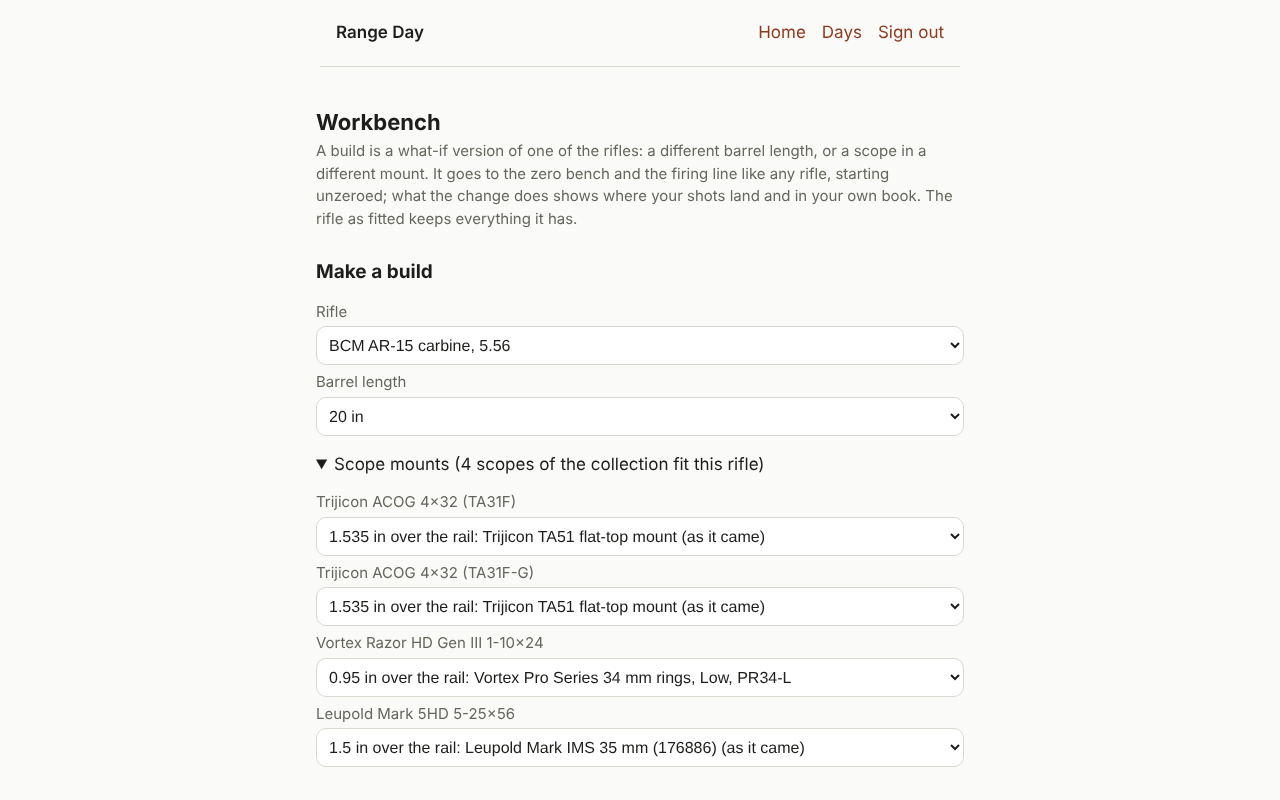 Range Day
Home Days Sign out
Workbench
A build is a what-if version of one of the rifles: a different barrel length, or a scope in a
different mount. It goes to the zero bench and the firing line like any rifle, starting
unzeroed; what the change does shows where your shots land and in your own book. The
rifle as fitted keeps everything it has.
Make a build
Rifle
BCM AR-15 carbine, 5.56
Barrel length
20 in
▼ Scope mounts (4 scopes of the collection fit this rifle)
Trijicon ACOG 4×32 (TA31F)
1.535 in over the rail: Trijicon TA51 flat-top mount (as it came)
Trijicon ACOG 4×32 (TA31F-G)
1.535 in over the rail: Trijicon TA51 flat-top mount (as it came)
Vortex Razor HD Gen III 1-10×24
0.95 in over the rail: Vortex Pro Series 34 mm rings, Low, PR34-L
Leupold Mark 5HD 5-25×56
1.5 in over the rail: Leupold Mark IMS 35 mm (176886) (as it came)